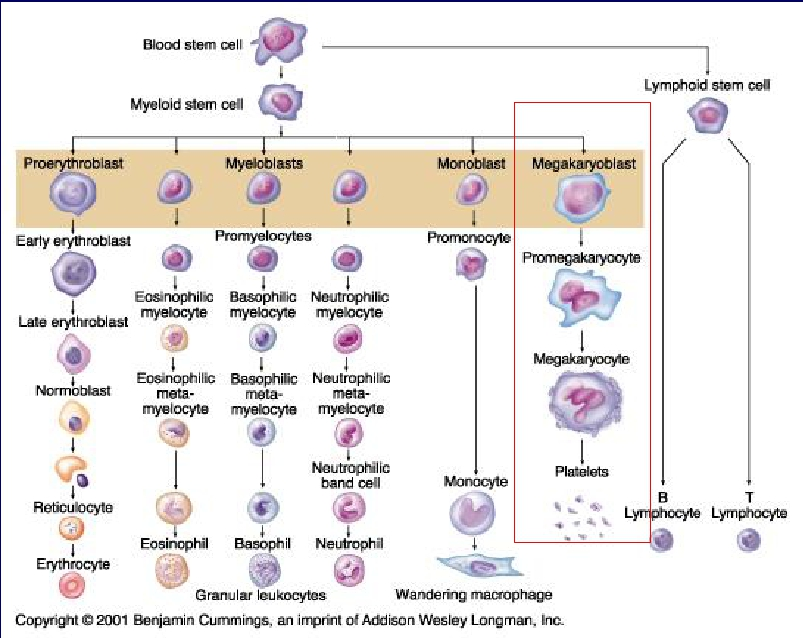 Blood stem cell
Lymphoid stem cell
Myeloid stem cell
Proerythroblast
Myeloblasts
Monoblast
Megakaryoblast
Early erythroblast
Promyelocytes
Promonocyte
Promegakaryocyte
Eosinophilic
myelocyte
Basophilic
myelocyte
Neutrophilic
myelocyte
Late erythroblast
Megakaryocyte
Eosinophilic
meta-
myelocyte
Basophilic
meta-
myelocyte
Neutrophilic
meta-
myelocyte
Normoblast
Neutrophilic
band cell
Monocyte
Platelets
B
Lymphocyte
T
Lymphocyte
Reticulocyte
Eosinophil
Basophil
Neutrophil
Erythrocyte
Granular leukocytes
Wandering macrophage
Copyright © 2001 Benjamin Cummings, an imprint of Addison Wesley Longman, Inc.